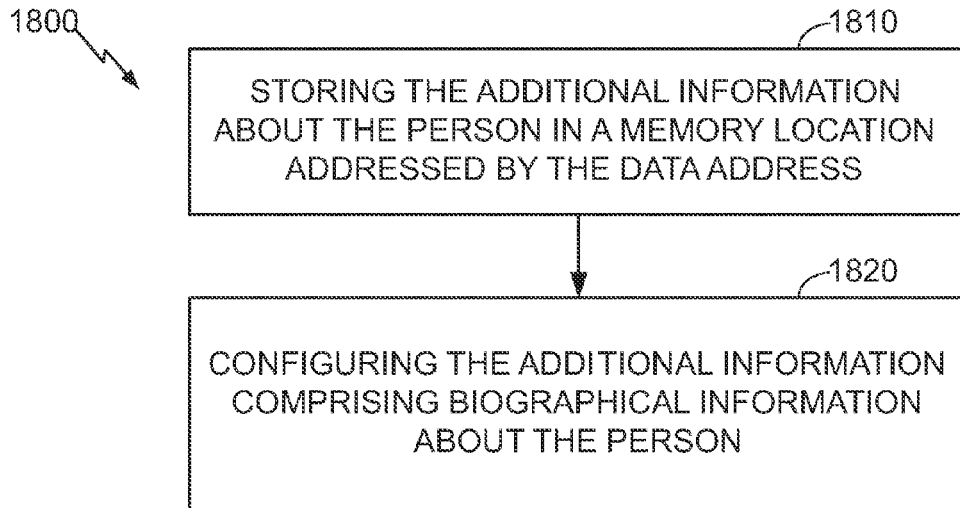 1800
1810
STORING THE ADDITIONAL INFORMATION
ABOUT THE PERSON IN A MEMORY LOCATION
ADDRESSED BY THE DATA ADDRESS
1820
CONFIGURING THE ADDITIONAL INFORMATION
COMPRISING BIOGRAPHICAL INFORMATION
ABOUT THE PERSON